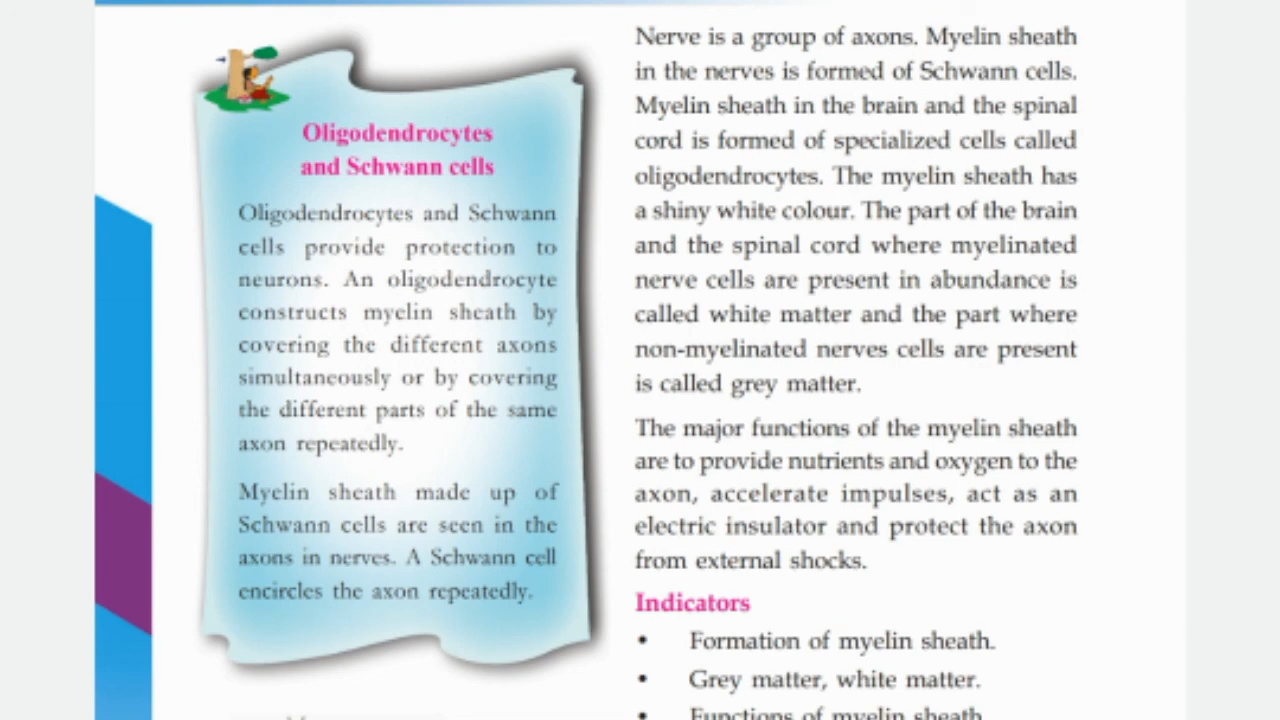 Oligodendrocytes
and Schwann cells
Oligodendrocytes and Schwann
cells provide protection to
neurons. An oligodendrocyte
constructs myelin sheath by
covering the different axons
simultaneously or by covering
the different parts of the same
axon repeatedly.
Myelin sheath made up of
Schwann cells are seen in the
axons in nerves. A Schwann cell
encircles the axon repeatedly.
Nerve is a group of axons. Myelin sheath
in the nerves is formed of Schwann cells.
Myelin sheath in the brain and the spinal
cord is formed of specialized cells called
oligodendrocytes. The myelin sheath has
a shiny white colour. The part of the brain
and the spinal cord where myelinated
nerve cells are present in abundance is
called white matter and the part where
non-myelinated nerves cells are present
is called grey matter.
The major functions of the myelin sheath
are to provide nutrients and oxygen to the
axon, accelerate impulses, act as an
electric insulator and protect the axon
from external shocks.
Indicators
• Formation of myelin sheath.
• Grey matter, white matter.
• Functions of myelin sheath